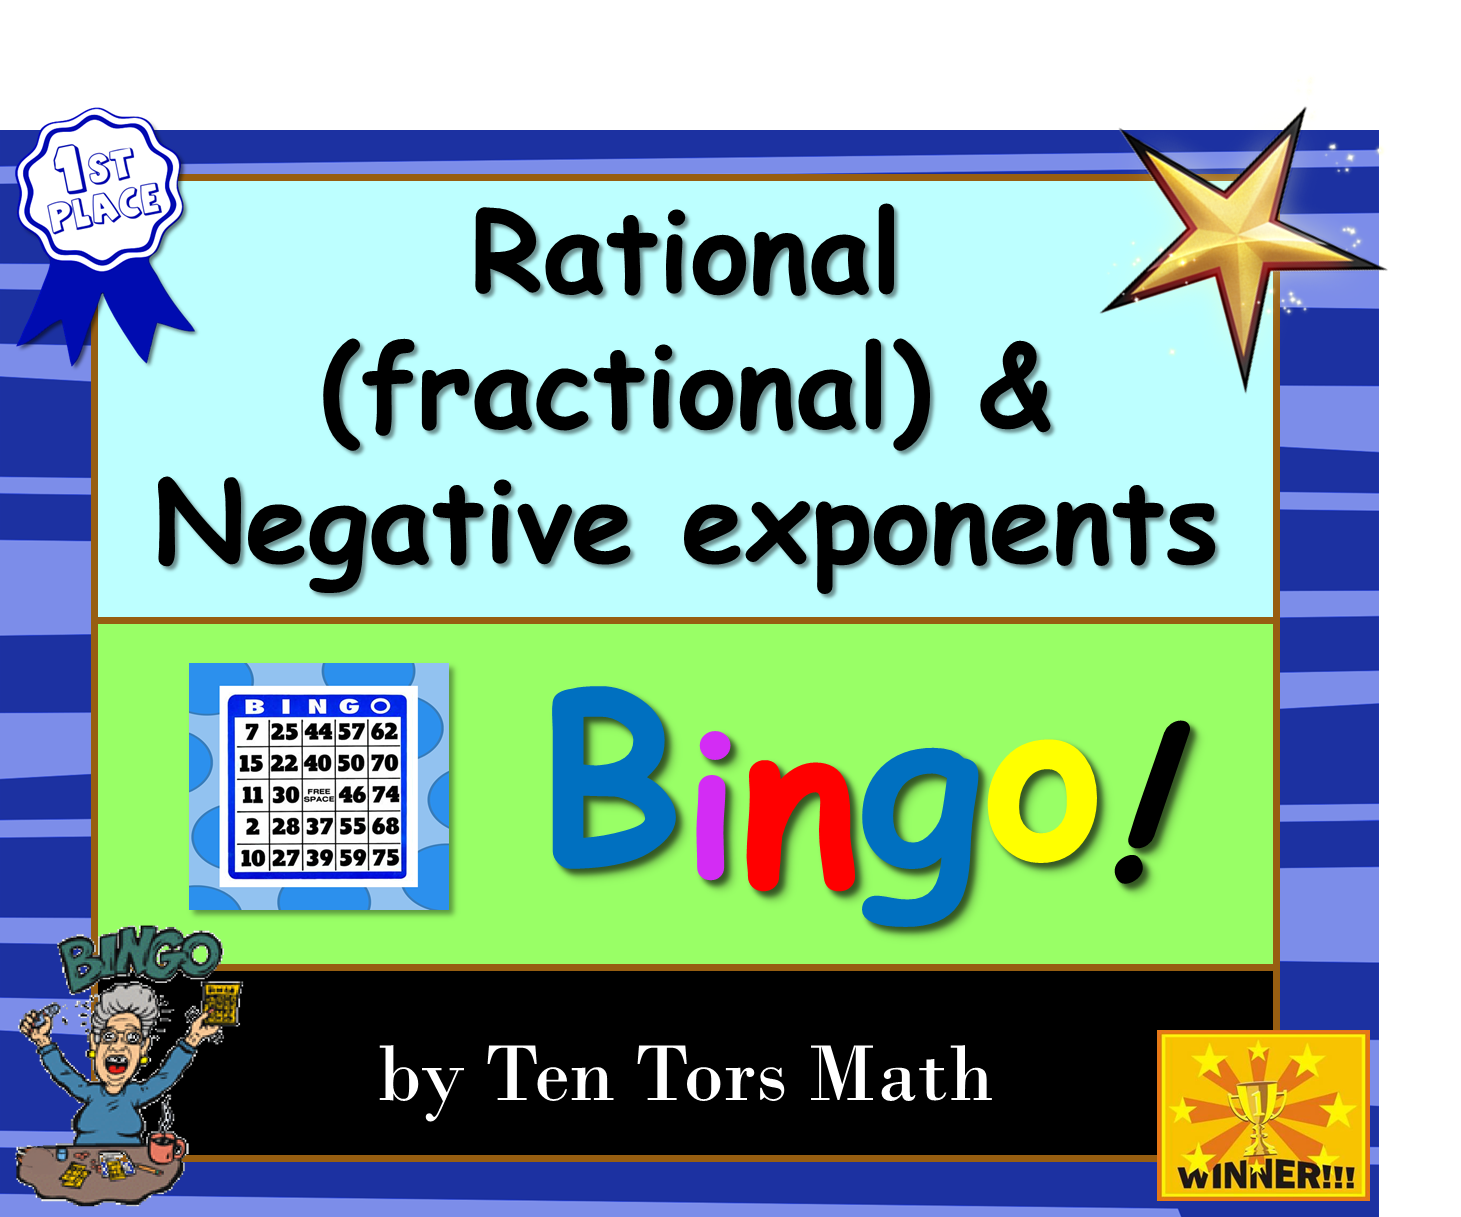 1ST
PLACE
Rational
(fractional) &
Negative exponents
BINGO
7 25 44 57 62
15 22 40 50 70
11 30 FREE SPACE 46 74
2 28 37 55 68
10 27 39 59 75
Bingo!
BINGO
by Ten Tors Math
1
WINNER!!!